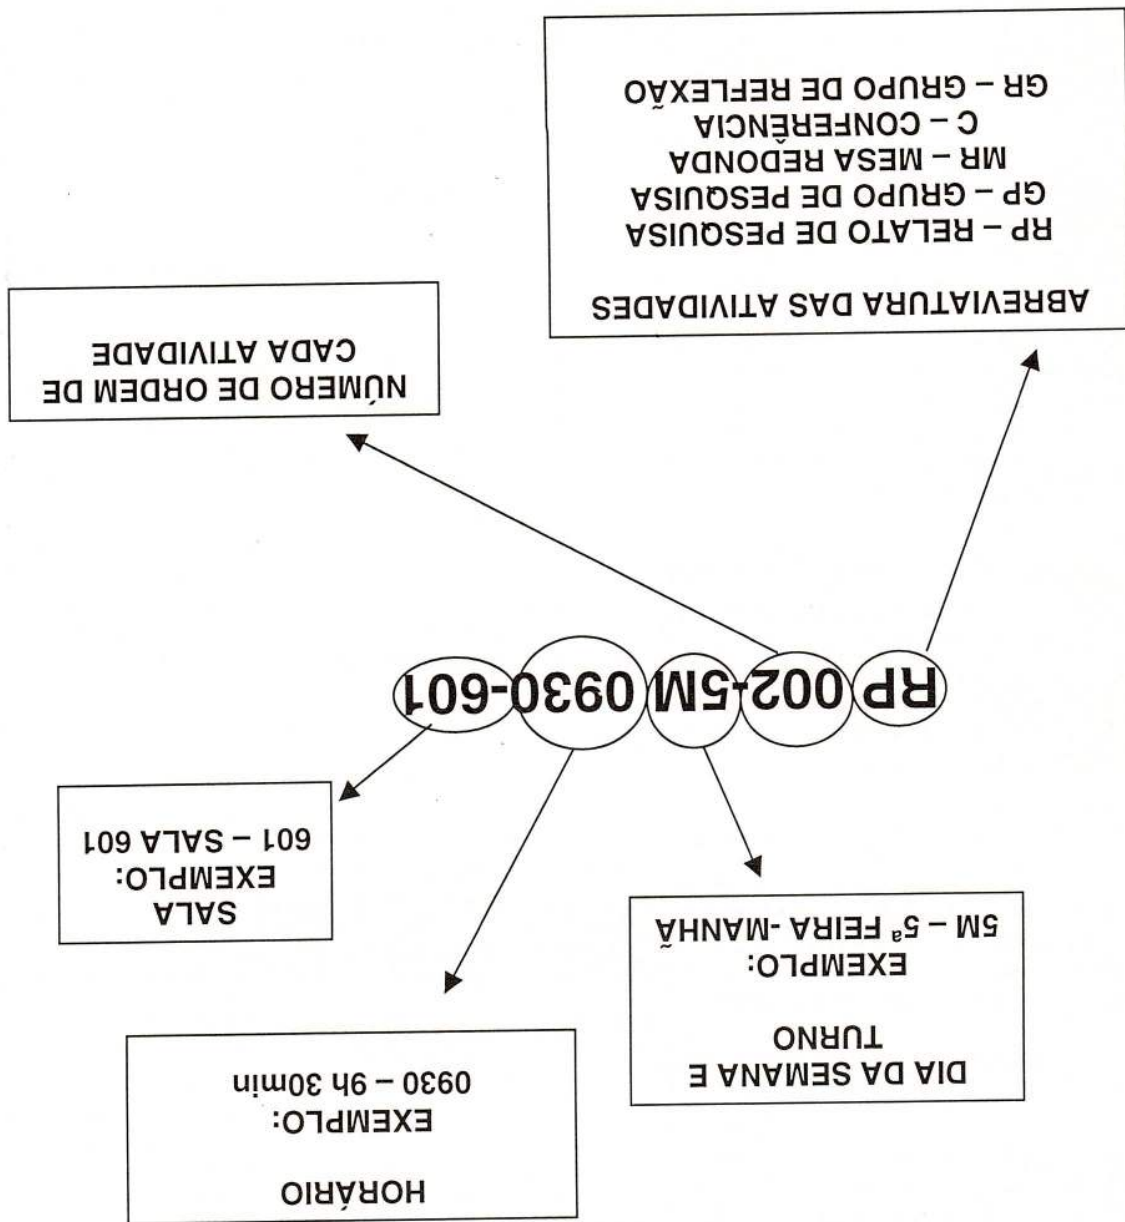 HORÁRIO
EXEMPLO:
0930 – 9h 30min
DIA DA SEMANA E
TURNO
EXEMPLO:
5M – 5ª FEIRA -MANHÃ
SALA
EXEMPLO:
601 – SALA 601
RP 002-5M 0930-601
NÚMERO DE ORDEM DE
CADA ATIVIDADE
ABREVIATURA DAS ATIVIDADES
RP – RELATO DE PESQUISA
GP – GRUPO DE PESQUISA
MR – MESA REDONDA
C – CONFERÊNCIA
GR – GRUPO DE REFLEXÃO